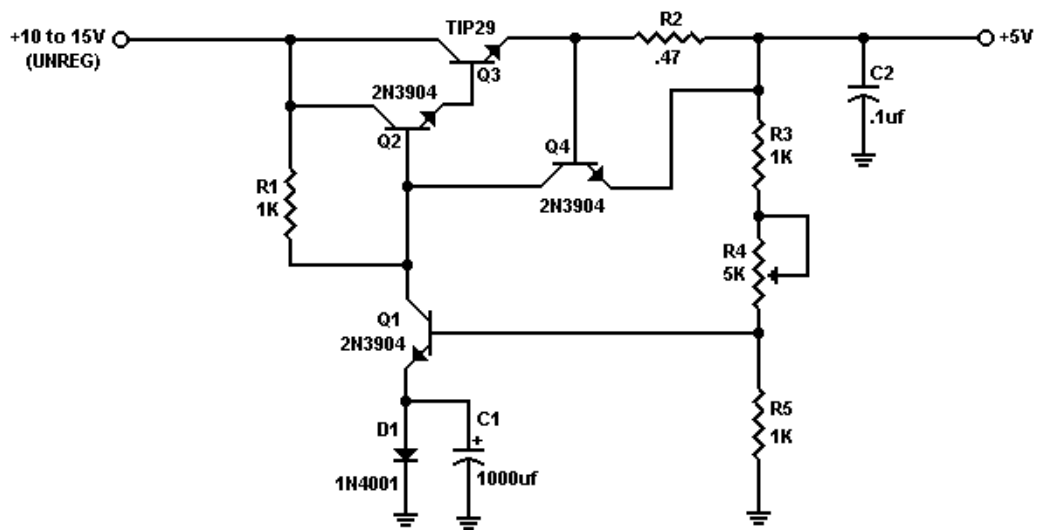 +10 to 15V
(UNREG)
TIP29
Q3
R2
.47
+5V
C2
.1uf
2N3904
Q2
Q4
2N3904
R3
1K
R1
1K
R4
5K
Q1
2N3904
D1
1N4001
C1
+
1000uf
R5
1K